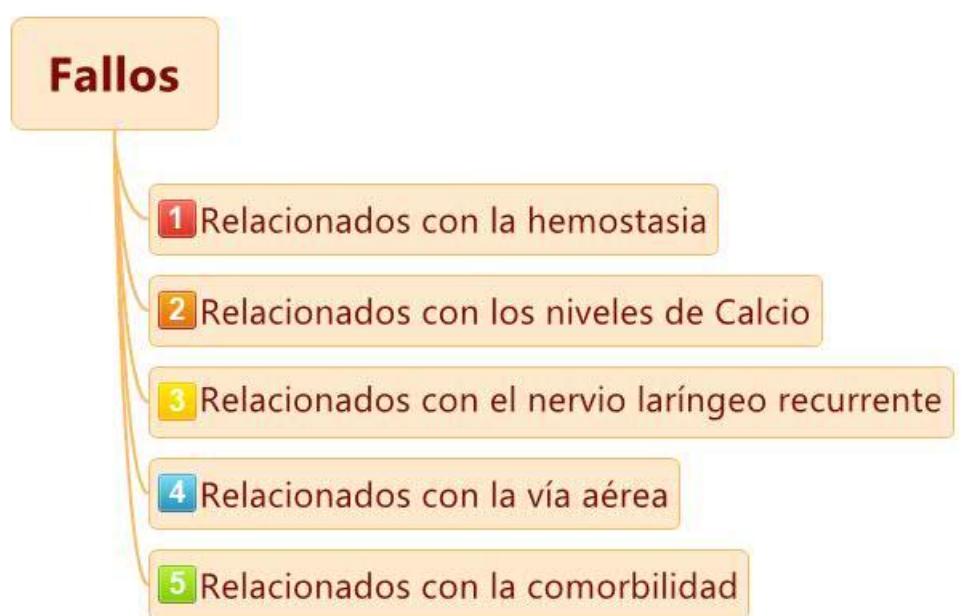 Fallos
1 Relacionados con la hemostasia
2 Relacionados con los niveles de Calcio
3 Relacionados con el nervio laríngeo recurrente
4 Relacionados con la vía aérea
5 Relacionados con la comorbilidad